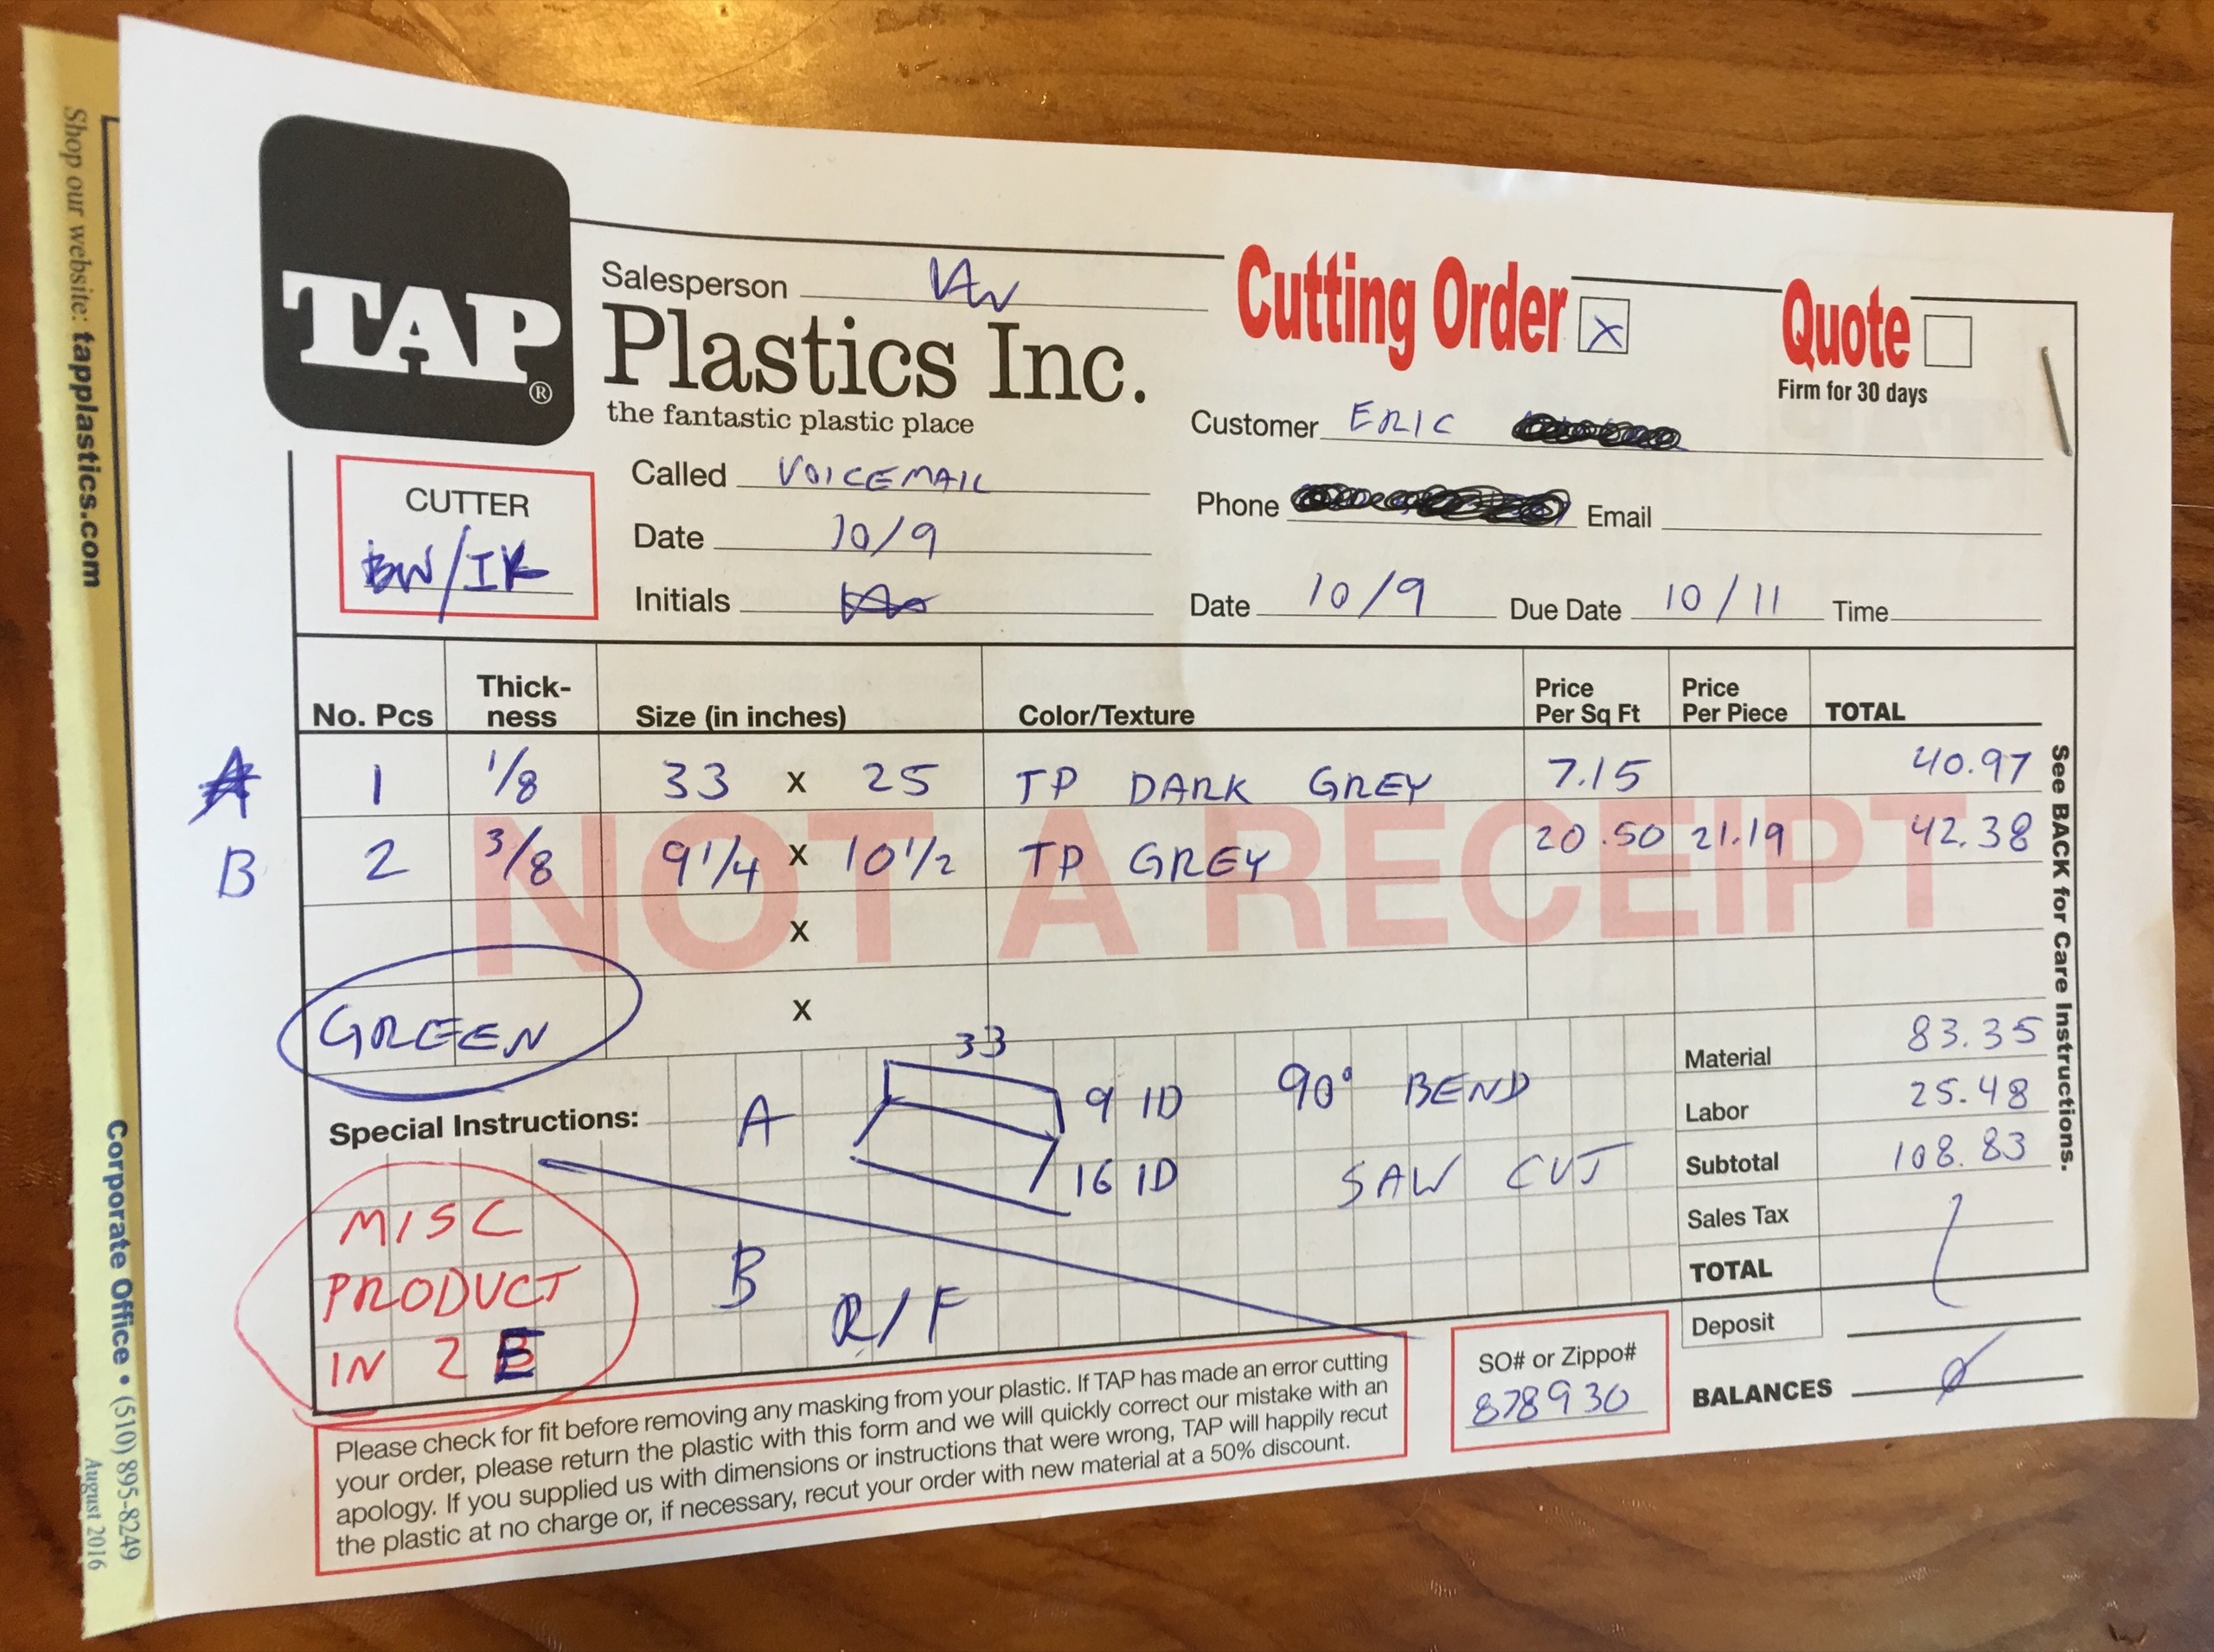 Shop our website: tapplastics.com
Corporate Office • (510) 895-8249
August 2016
TAP®
Salesperson
Plastics Inc.
the fantastic plastic place
Cutting Order X
Quote
Firm for 30 days
Customer ERIC
Called VOICEMAIL
Phone Email
CUTTER
BW/IK
Date 10/9
Initials
Date 10/9 Due Date 10/11 Time
No. Pcs Thick-ness Size (in inches) Color/Texture Price Per Sq Ft Price Per Piece TOTAL
A 1 1/8 33 x 25 TP DARK GREY 7.15 40.97
B 2 3/8 9 1/4 x 10 1/2 TP GREY 20.50 21.19 42.38
NOT A RECEIPT
x
x
GREEN
See BACK for Care Instructions.
Special Instructions:
A 33 9 ID 90° BEND
16 ID SAW CUT
MISC
PRODUCT
IN 2 E
B R/F
Material 83.35
Labor 25.48
Subtotal 108.83
Sales Tax
TOTAL
Deposit
BALANCES
SO# or Zippo#
878930
Please check for fit before removing any masking from your plastic. If TAP has made an error cutting
your order, please return the plastic with this form and we will quickly correct our mistake with an
apology. If you supplied us with dimensions or instructions that were wrong, TAP will happily recut
the plastic at no charge or, if necessary, recut your order with new material at a 50% discount.